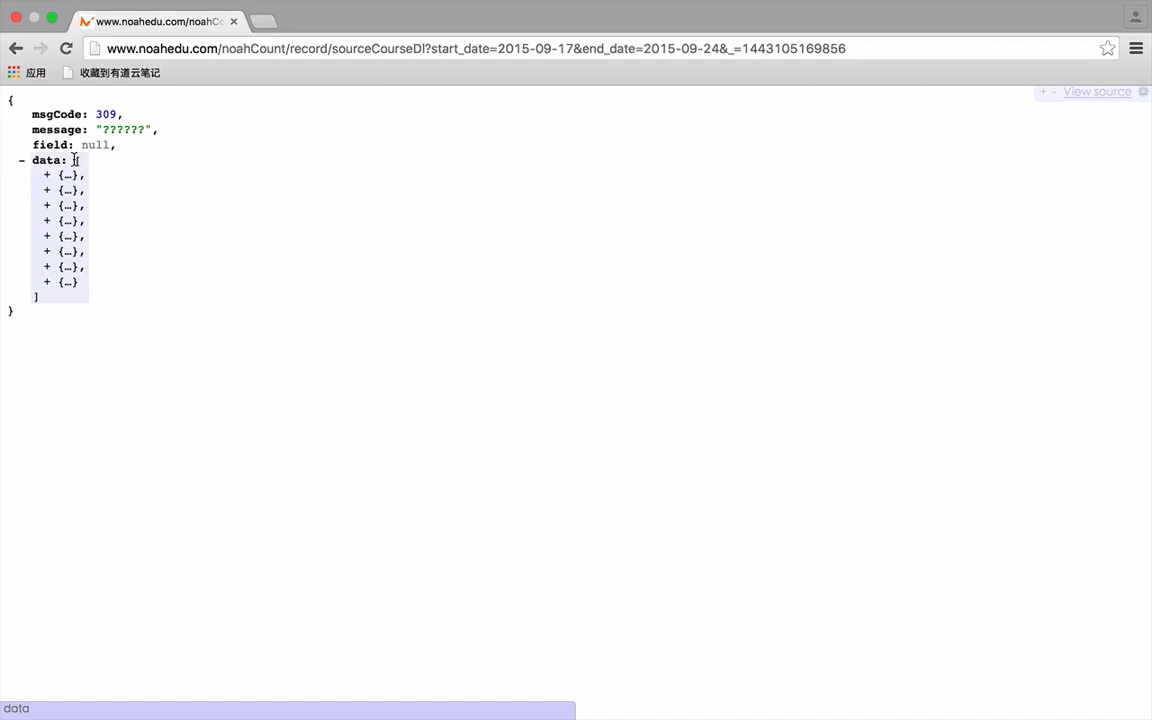 www.noahedu.com/noahCo
www.noahedu.com/noahCount/record/sourceCourseDl?start_date=2015-09-17&end_date=2015-09-24&_=1443105169856
应用 收藏到有道云笔记
+ - View source
{
msgCode: 309,
message: "??????",
field: null,
- data: [
+ {…},
+ {…},
+ {…},
+ {…},
+ {…},
+ {…},
+ {…},
+ {…}
]
}
data